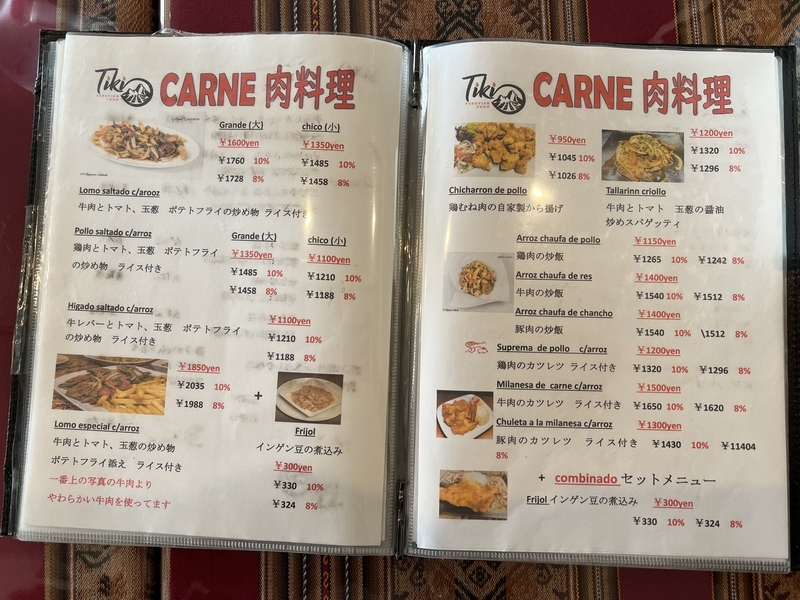 Tiki
PERUVIAN FOOD
CARNE 肉料理
Grande (大) chico (小)
￥1600yen ￥1350yen
￥1760 10% ￥1485 10%
￥1728 8% ￥1458 8%
Lomo saltado c/arooz
牛肉とトマト、玉葱 ポテトフライの炒め物 ライス付き
Pollo saltado c/arroz Grande (大) chico (小)
鶏肉とトマト、玉葱 ポテトフライ
の炒め物 ライス付き
￥1350yen ￥1100yen
￥1485 10% ￥1210 10%
￥1458 8% ￥1188 8%
Higado saltado c/arroz
牛レバーとトマト、玉葱 ポテトフライ
の炒め物 ライス付き
￥1100yen
￥1210 10%
￥1188 8%
￥1850yen
￥2035 10%
￥1988 8%
+
Lomo especial c/arroz
牛肉とトマト、玉葱の炒め物
ポテトフライ添え ライス付き
一番上の写真の牛肉より
やわらかい牛肉を使ってます
Frijol
インゲン豆の煮込み
￥300yen
￥330 10%
￥324 8%
Tiki
PERUVIAN FOOD
CARNE 肉料理
￥950yen
￥1045 10%
￥1026 8%
Chicharron de pollo
鶏むね肉の自家製から揚げ
￥1200yen
￥1320 10%
￥1296 8%
Tallarinn criollo
牛肉とトマト 玉葱の醤油
炒めスパゲッティ
Arroz chaufa de pollo ￥1150yen
鶏肉の炒飯 ￥1265 10% ￥1242 8%
Arroz chaufa de res ￥1400yen
牛肉の炒飯 ￥1540 10% ￥1512 8%
Arroz chaufa de chancho ￥1400yen
豚肉の炒飯 ￥1540 10% \1512 8%
Suprema de pollo c/arroz ￥1200yen
鶏肉のカツレツ ライス付き ￥1320 10% ￥1296 8%
Milanesa de carne c/arroz ￥1500yen
牛肉のカツレツ ライス付き ￥1650 10% ￥1620 8%
Chuleta a la milanesa c/arroz ￥1300yen
豚肉のカツレツ ライス付き ￥1430 10% ￥11404
8%
+ combinado セットメニュー
Frijol インゲン豆の煮込み ￥300yen
￥330 10% ￥324 8%